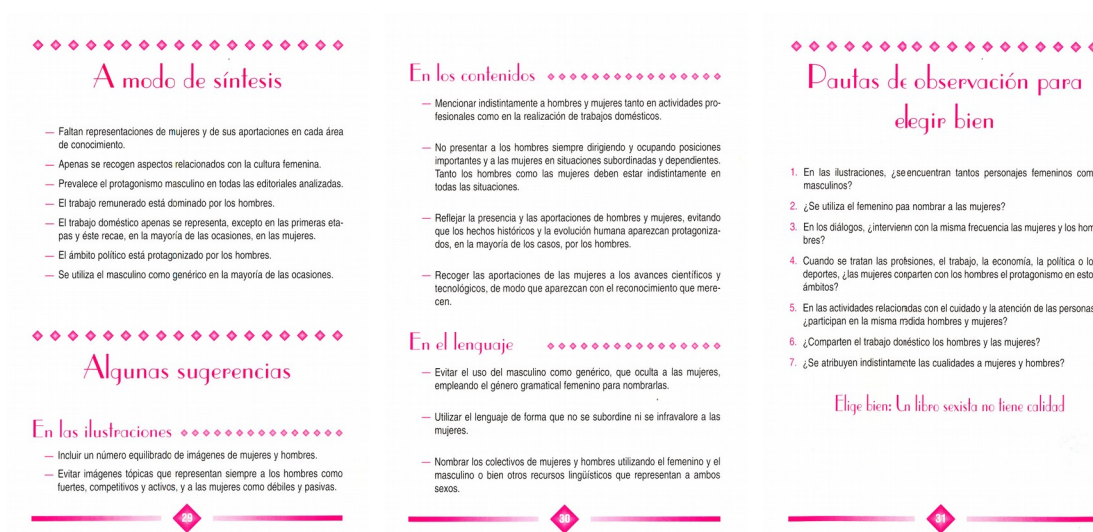 A modo de síntesis
— Faltan representaciones de mujeres y de sus aportaciones en cada área
de conocimiento.
— Apenas se recogen aspectos relacionados con la cultura femenina.
— Prevalece el protagonismo masculino en todas las editoriales analizadas.
— El trabajo remunerado está dominado por los hombres.
— El trabajo doméstico apenas se representa, excepto en las primeras eta-
pas y éste recae, en la mayoría de las ocasiones, en las mujeres.
— El ámbito político está protagonizado por los hombres.
— Se utiliza el masculino como genérico en la mayoría de las ocasiones.
Algunas sugerencias
En las ilustraciones
— Incluir un número equilibrado de imágenes de mujeres y hombres.
— Evitar imágenes tópicas que representan siempre a los hombres como
fuertes, competitivos y activos, y a las mujeres como débiles y pasivas.
29
En los contenidos
— Mencionar indistintamente a hombres y mujeres tanto en actividades pro-
fesionales como en la realización de trabajos domésticos.
— No presentar a los hombres siempre dirigiendo y ocupando posiciones
importantes y a las mujeres en situaciones subordinadas y dependientes.
Tanto los hombres como las mujeres deben estar indistintamente en
todas las situaciones.
— Reflejar la presencia y las aportaciones de hombres y mujeres, evitando
que los hechos históricos y la evolución humana aparezcan protagoniza-
dos, en la mayoría de los casos, por los hombres.
— Recoger las aportaciones de las mujeres a los avances científicos y
tecnológicos, de modo que aparezcan con el reconocimiento que mere-
cen.
En el lenguaje
— Evitar el uso del masculino como genérico, que oculta a las mujeres,
empleando el género gramatical femenino para nombrarlas.
— Utilizar el lenguaje de forma que no se subordine ni se infravalore a las
mujeres.
— Nombrar los colectivos de mujeres y hombres utilizando el femenino y el
masculino o bien otros recursos lingüísticos que representan a ambos
sexos.
30
Pautas de observación para
elegir bien
1. En las ilustraciones, ¿se encuentran tantos personajes femeninos com
masculinos?
2. ¿Se utiliza el femenino paa nombrar a las mujeres?
3. En los diálogos, ¿intervienn con la misma frecuencia las mujeres y los hom
bres?
4. Cuando se tratan las profesiones, el trabajo, la economía, la política o lo
deportes, ¿las mujeres comparten con los hombres el protagonismo en esto
ámbitos?
5. En las actividades relaciondas con el cuidado y la atención de las personas
¿participan en la misma medida hombres y mujeres?
6. ¿Comparten el trabajo doméstico los hombres y las mujeres?
7. ¿Se atribuyen indistintamente las cualidades a mujeres y hombres?
Elige bien: Un libro sexista no tiene calidad
31